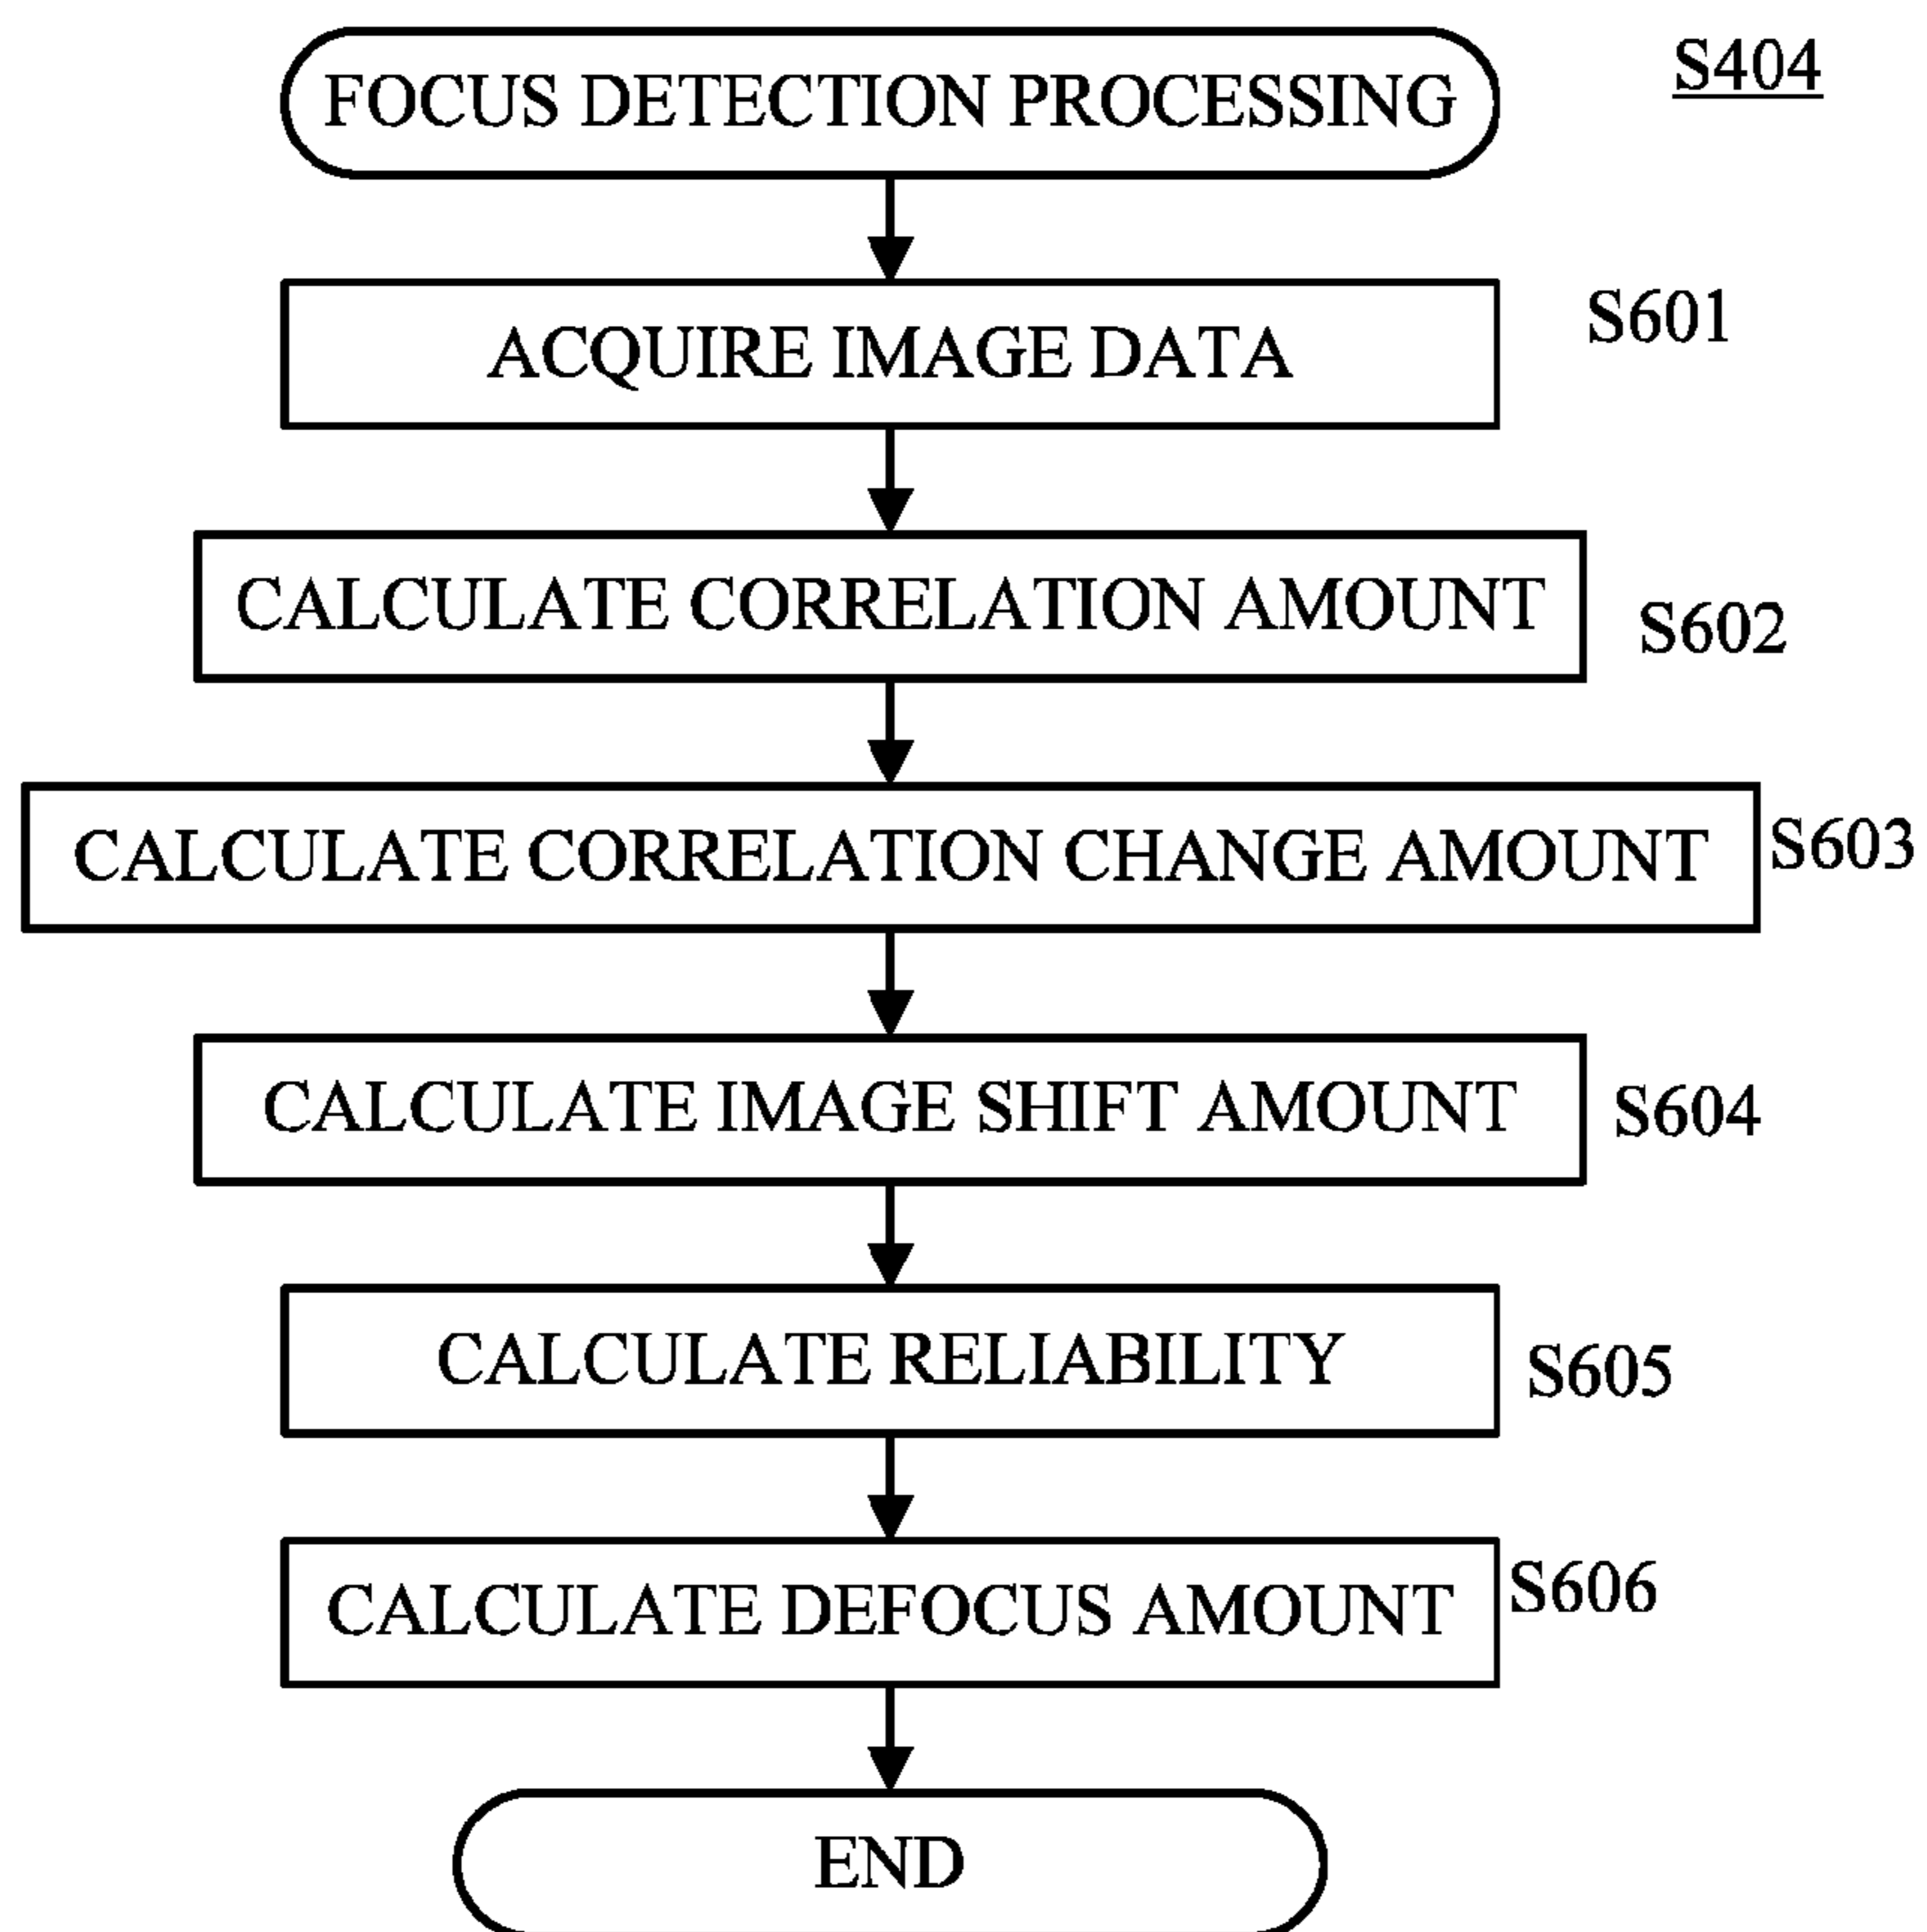 FOCUS DETECTION PROCESSING
S404
ACQUIRE IMAGE DATA
S601
CALCULATE CORRELATION AMOUNT
S602
CALCULATE CORRELATION CHANGE AMOUNT
S603
CALCULATE IMAGE SHIFT AMOUNT
S604
CALCULATE RELIABILITY
S605
CALCULATE DEFOCUS AMOUNT
S606
END